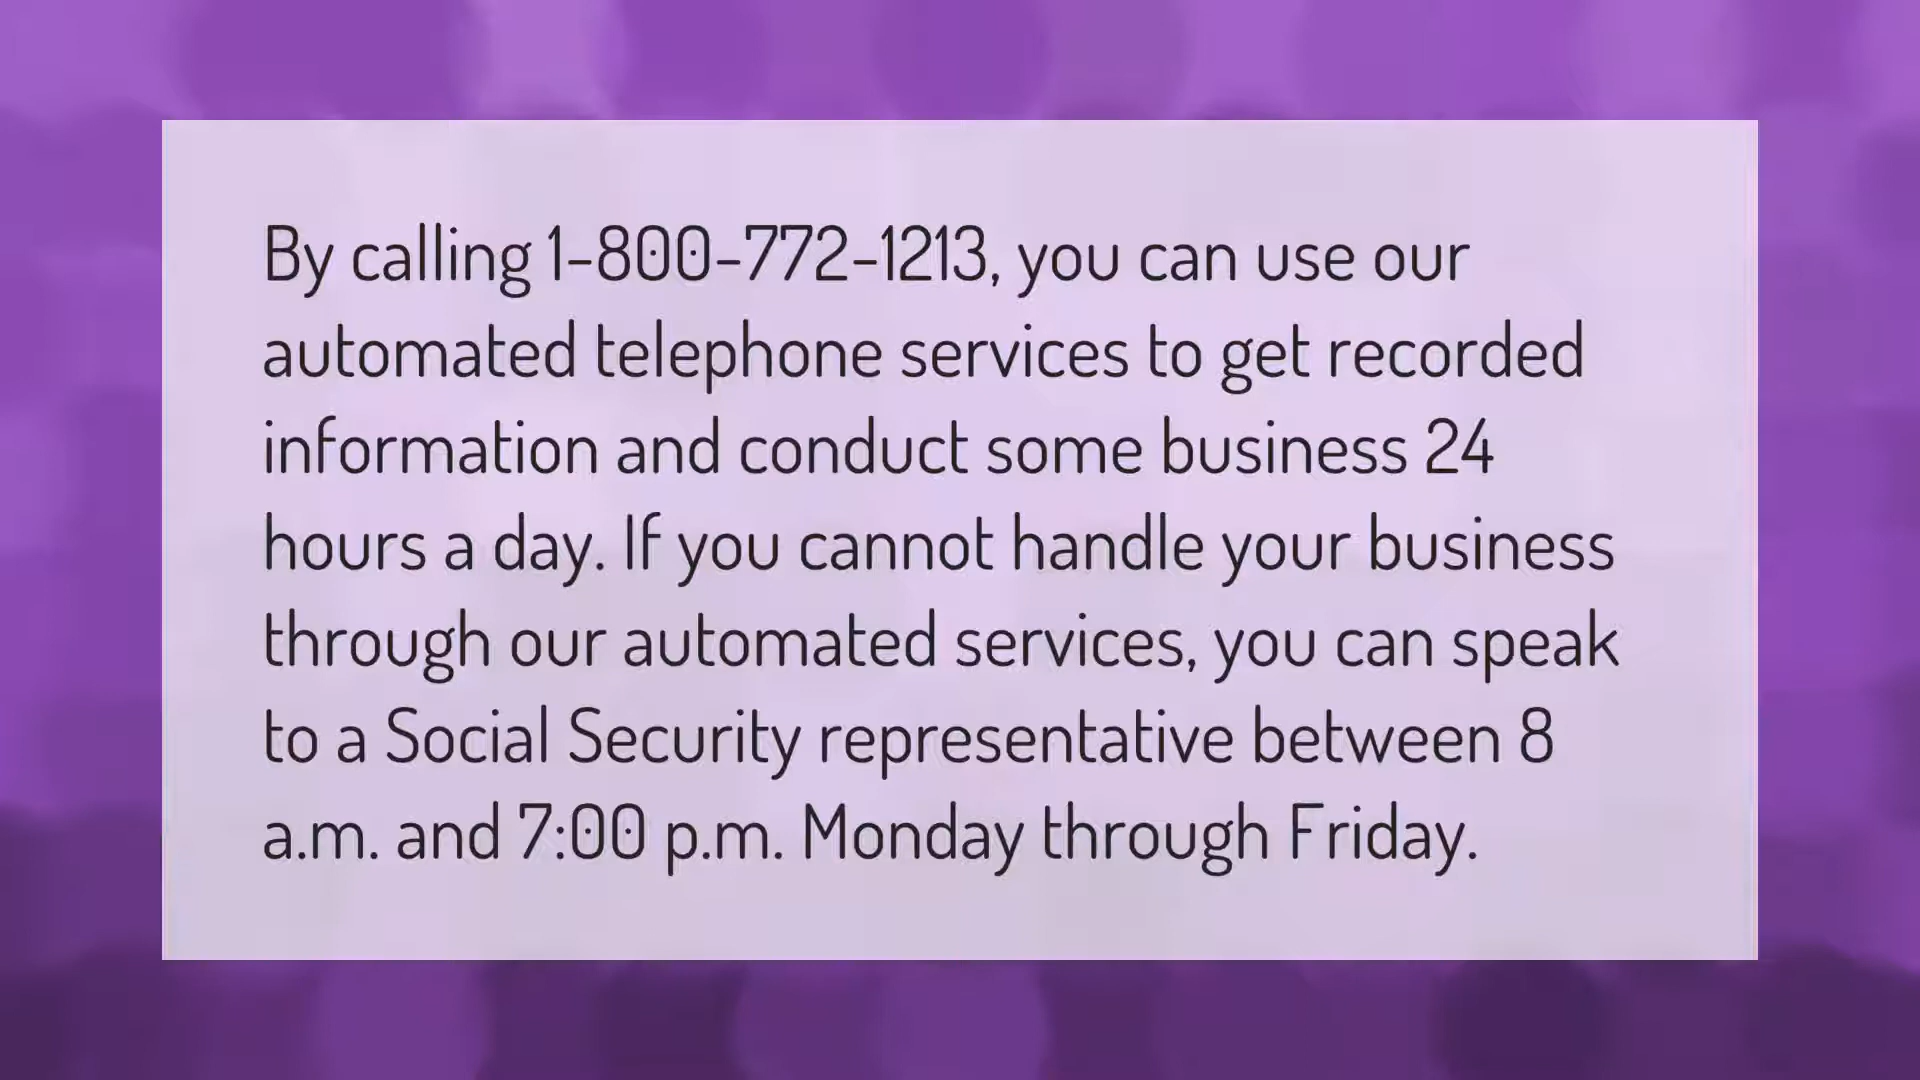 By calling 1-800-772-1213, you can use our
automated telephone services to get recorded
information and conduct some business 24
hours a day. If you cannot handle your business
through our automated services, you can speak
to a Social Security representative between 8
a.m. and 7:00 p.m. Monday through Friday.